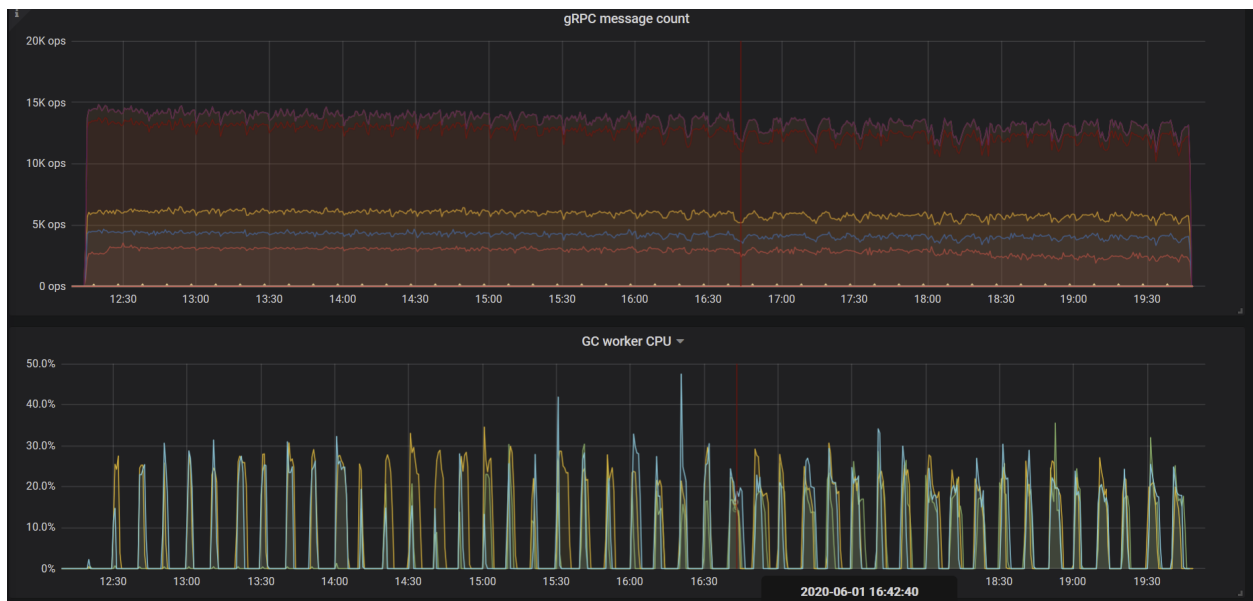 i
gRPC message count
20K ops
15K ops
10K ops
5K ops
0 ops
12:30 13:00 13:30 14:00 14:30 15:00 15:30 16:00 16:30 17:00 17:30 18:00 18:30 19:00 19:30
GC worker CPU
50.0%
40.0%
30.0%
20.0%
10.0%
0%
12:30 13:00 13:30 14:00 14:30 15:00 15:30 16:00 16:30 18:30 19:00 19:30
2020-06-01 16:42:40